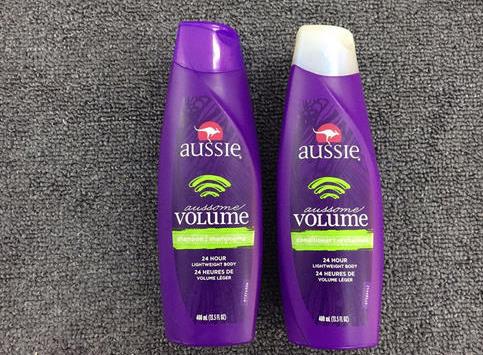 aussie
aussome
VOLUME
shampoo | shampooing
24 HOUR
LIGHTWEIGHT BODY
24 HEURES DE
VOLUME LÉGER
400 mL (13.5 FL OZ)
aussie
aussome
VOLUME
conditioner | revitalisant
24 HOUR
LIGHTWEIGHT BODY
24 HEURES DE
VOLUME LÉGER
400 mL (13.5 FL OZ)